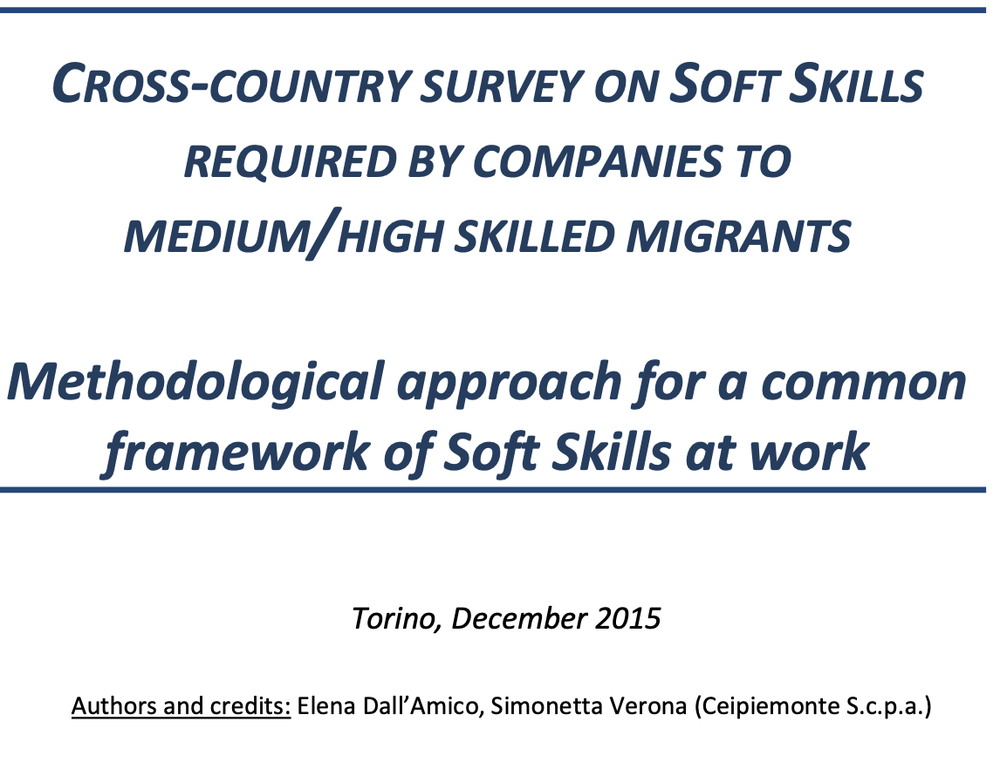 CROSS-COUNTRY SURVEY ON SOFT SKILLS
REQUIRED BY COMPANIES TO
MEDIUM/HIGH SKILLED MIGRANTS
Methodological approach for a common
framework of Soft Skills at work
Torino, December 2015
Authors and credits: Elena Dall’Amico, Simonetta Verona (Ceipiemonte S.c.p.a.)